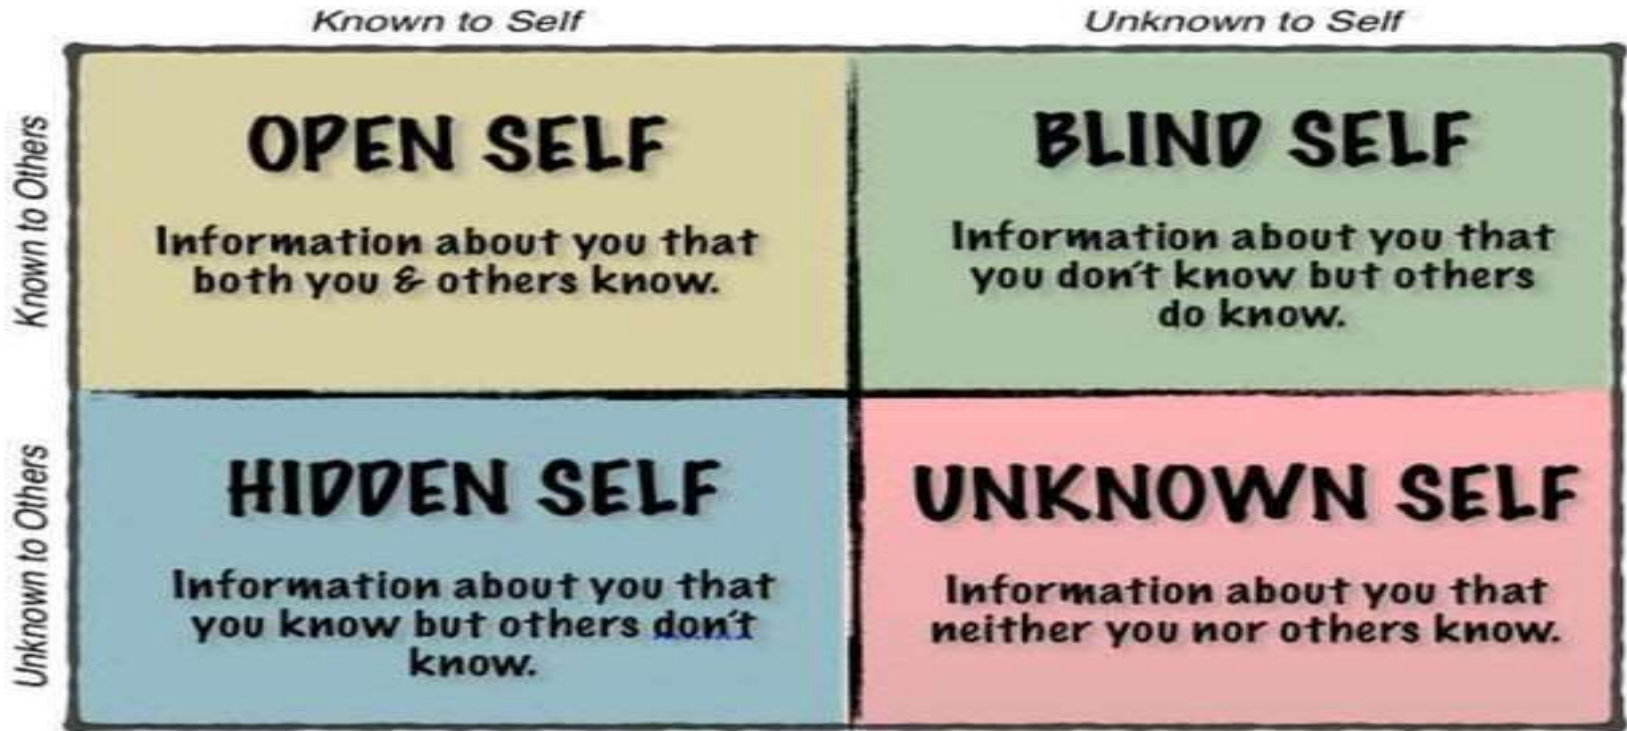 Known to Self
Unknown to Self
Known to Others
OPEN SELF
Information about you that
both you & others know.
BLIND SELF
Information about you that
you don't know but others
do know.
Unknown to Others
HIDDEN SELF
Information about you that
you know but others don't
know.
UNKNOWN SELF
Information about you that
neither you nor others know.